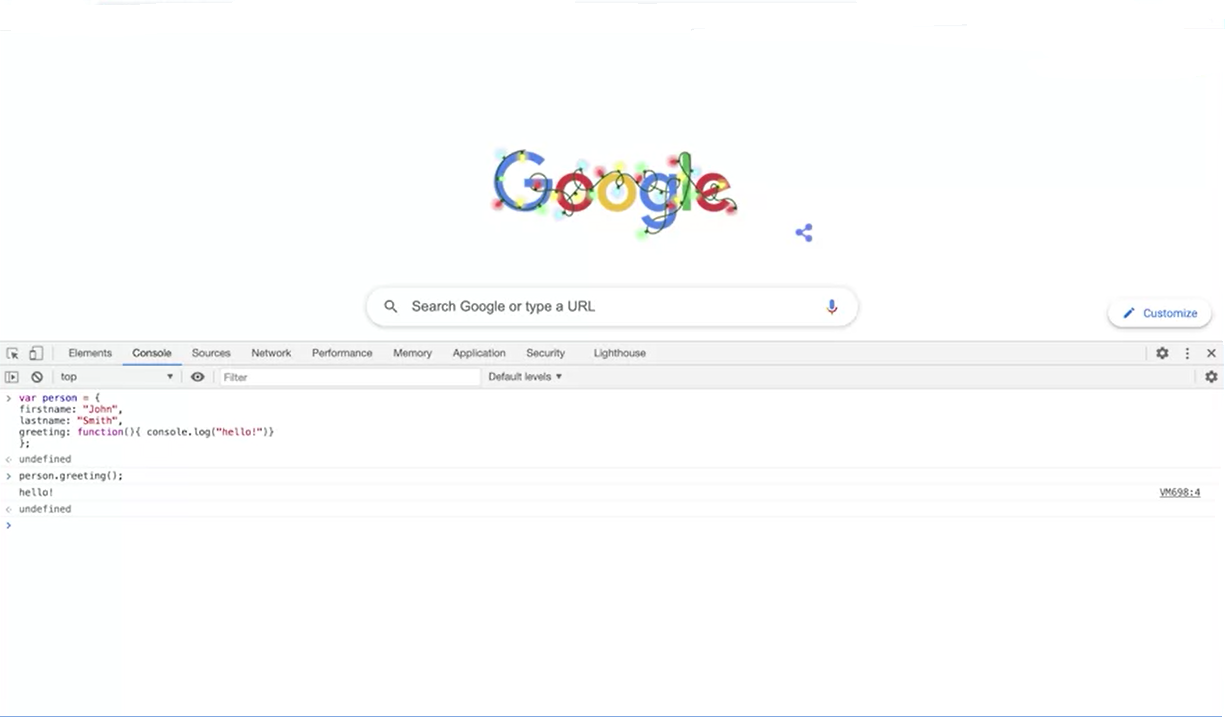 Google
Search Google or type a URL
Customize
Elements Console Sources Network Performance Memory Application Security Lighthouse
top Filter Default levels
var person = {
firstname: "John",
lastname: "Smith",
greeting: function(){ console.log("hello!")}
};
undefined
person.greeting();
hello! VM698:4
undefined